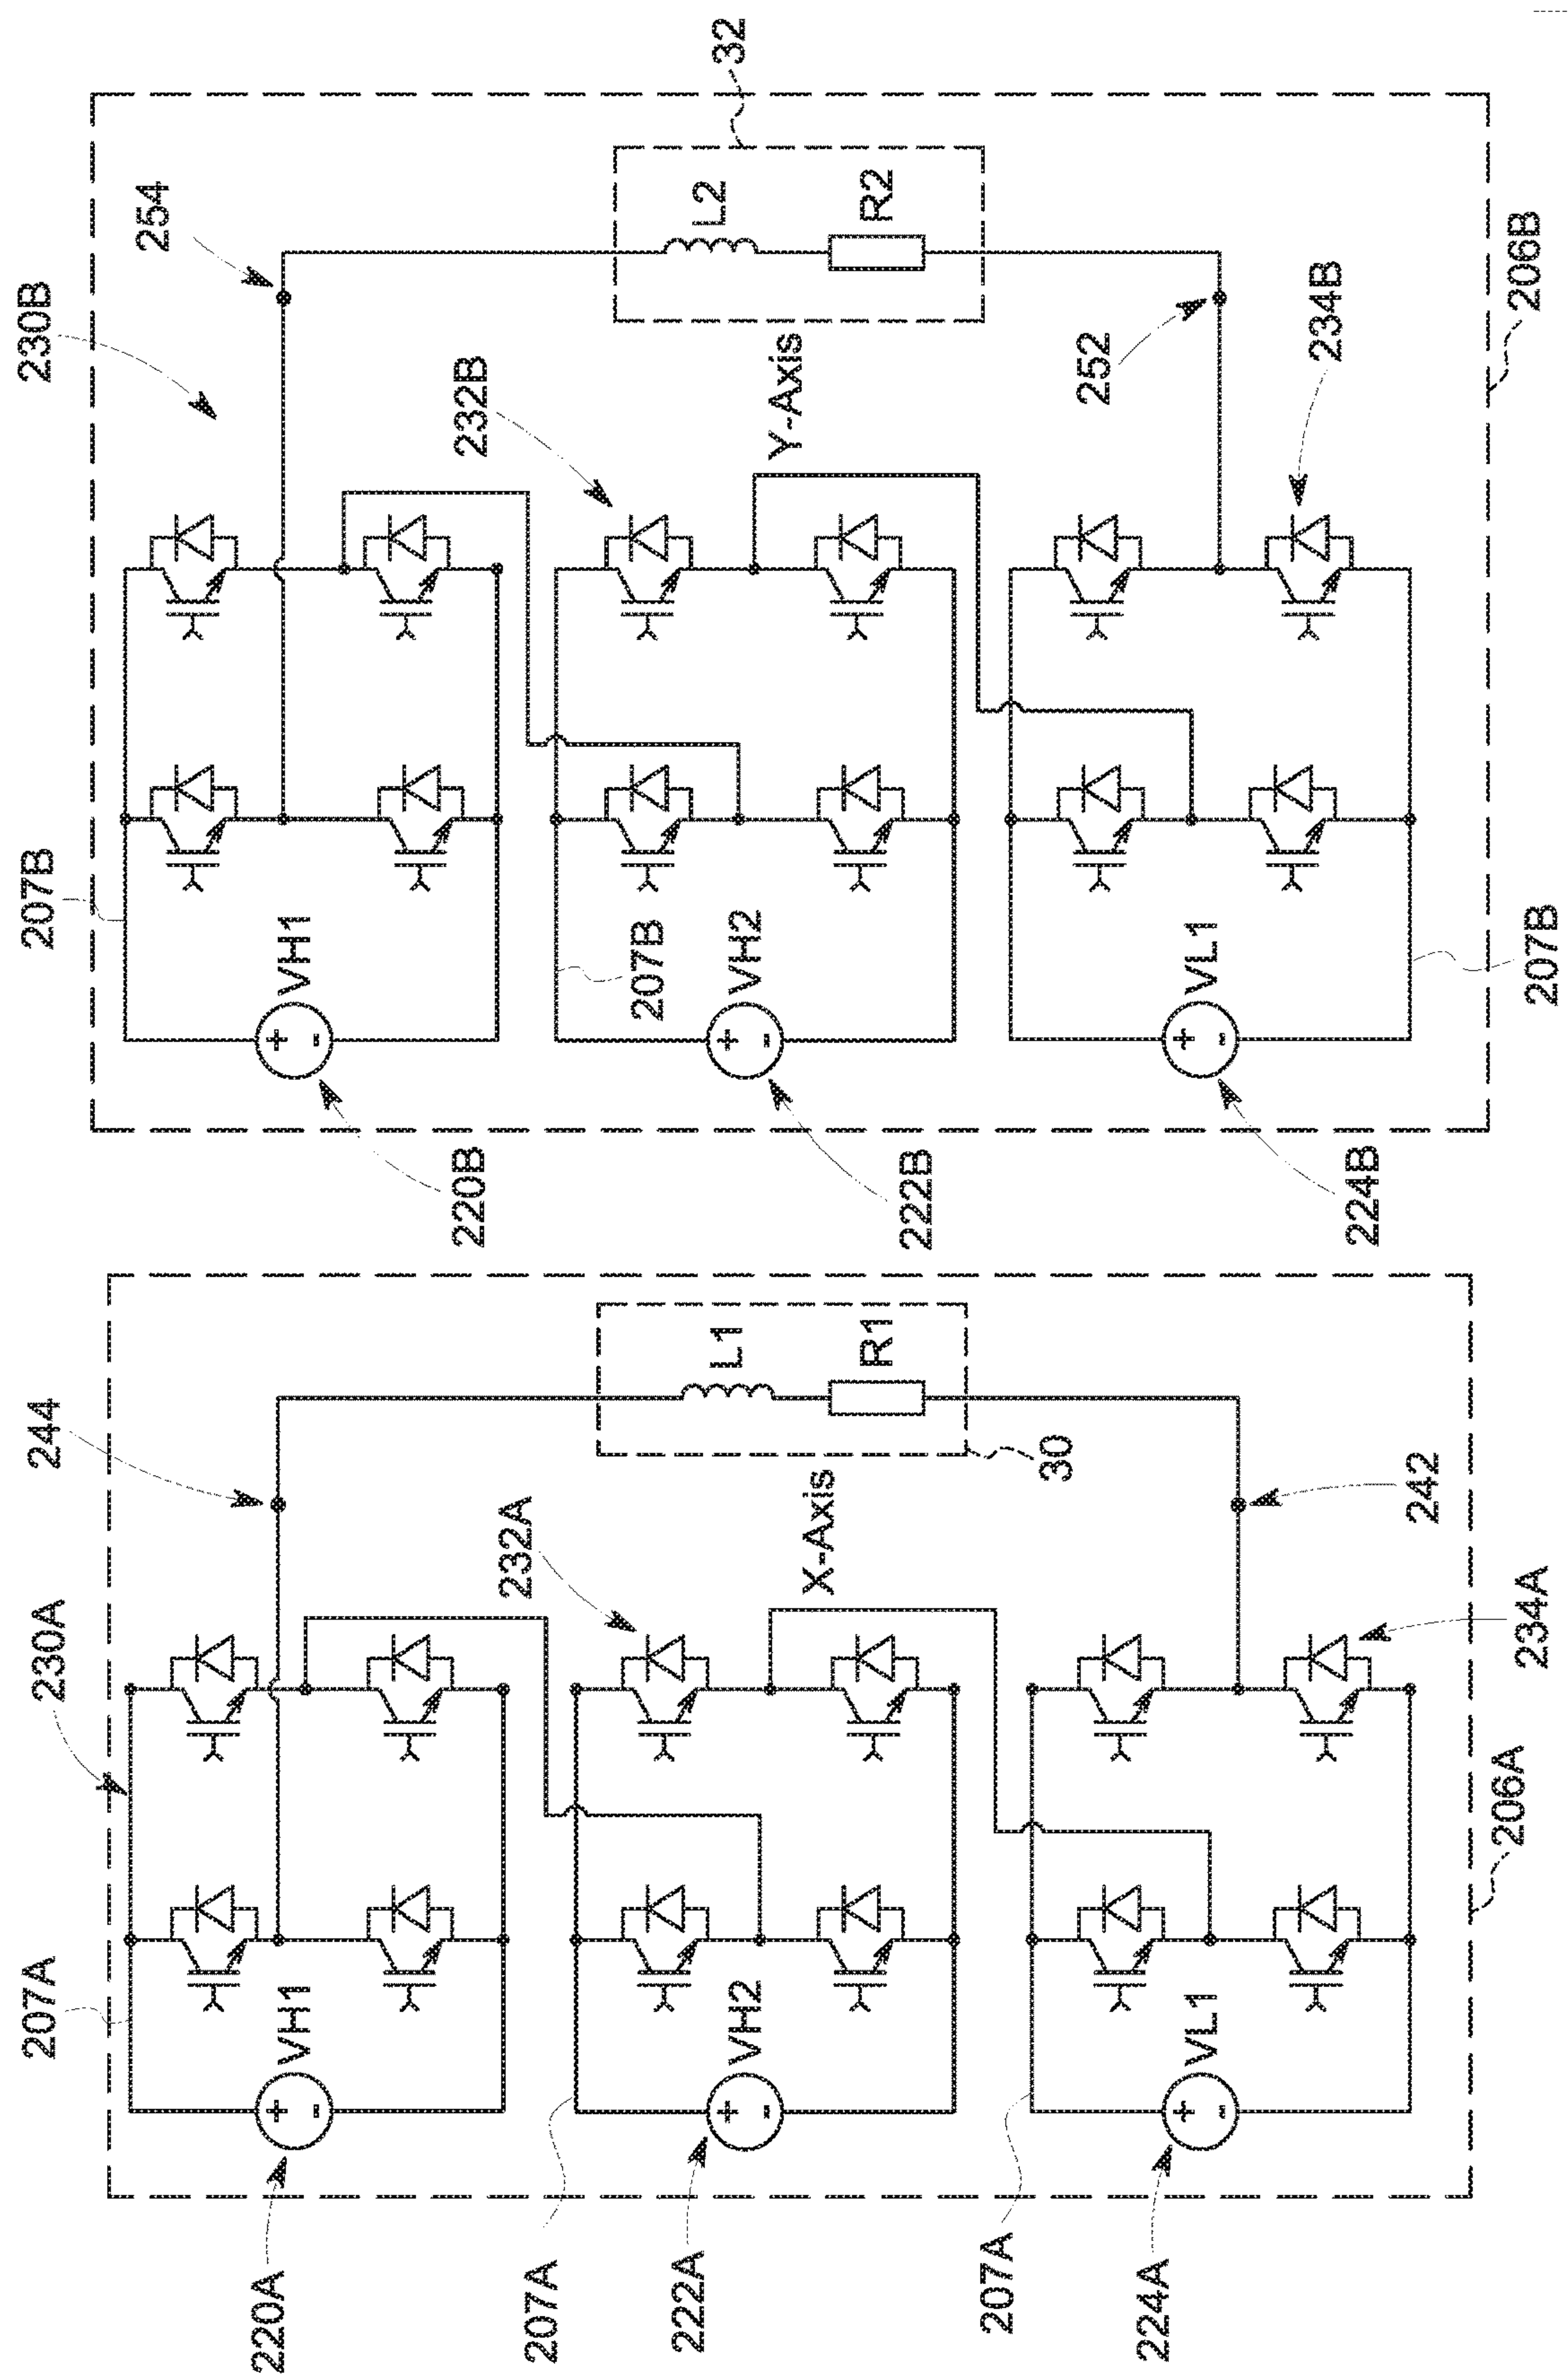 32
254
230B
L2
R2
206B
232B
Y-Axis
252
234B
207B
VH1
207B
VH2
VL1
207B
+
-
+
-
+
-
220B
222B
224B
244
L1
R1
30
230A
232A
X-Axis
242
234A
206A
207A
VH1
VH2
VL1
+
-
+
-
+
-
220A
207A
222A
207A
224A